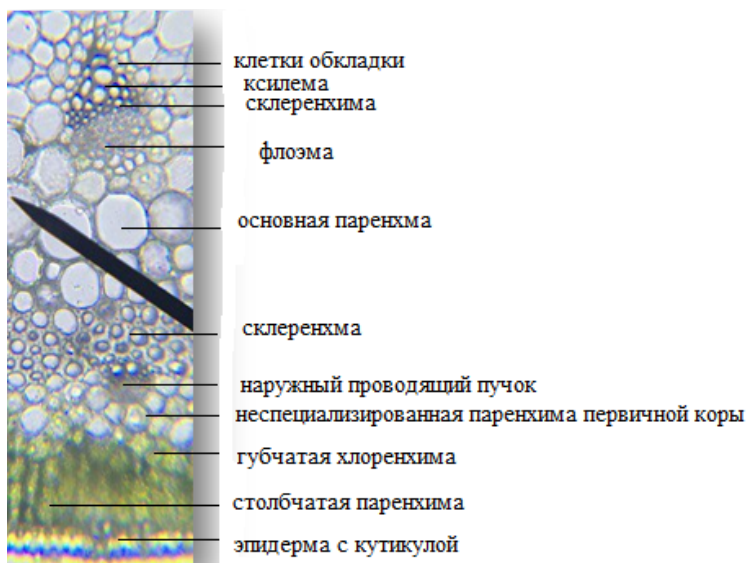 клетки обкладки
ксилема
склеренхима
флоэма
основная паренхма
склеренхма
наружный проводящий пучок
неспециализированная паренхима первичной коры
губчатая хлоренхима
столбчатая паренхима
эпидерма с кутикулой